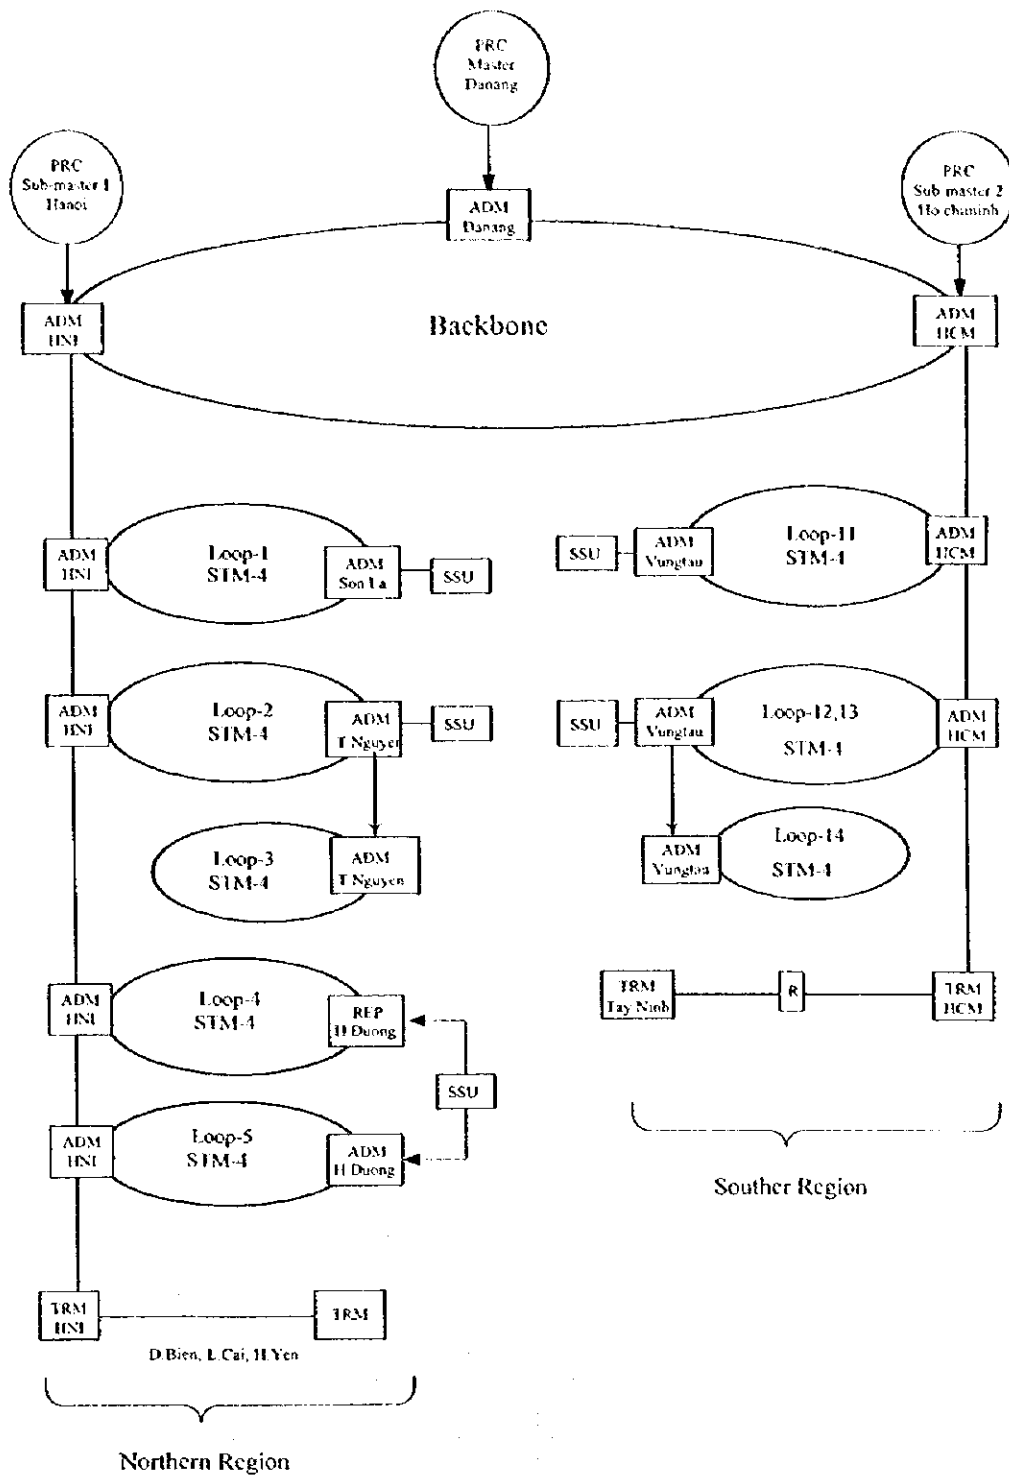 PRC
Master
Danang
PRC
Sub-master 1
Hanoi
PRC
Sub master 2
Ho chiminh
ADM
Danang
ADM
HNI
Backbone
ADM
HCM
ADM
HNI
Loop-1
STM-4
ADM
Son La
SSU
SSU
ADM
Vungtau
Loop-11
STM-4
ADM
HCM
ADM
HNI
Loop-2
STM-4
ADM
T Nguyen
SSU
SSU
ADM
Vungtau
Loop-12,13
STM-4
ADM
HCM
Loop-3
STM-4
ADM
T Nguyen
ADM
Vungtau
Loop-14
STM-4
ADM
HNI
Loop-4
STM-4
REP
H Duong
SSU
TRM
Tay Ninh
R
TRM
HCM
ADM
HNI
Loop-5
STM-4
ADM
H Duong
Souther Region
TRM
HNI
TRM
D.Bien, L.Cai, H.Yen
Northern Region